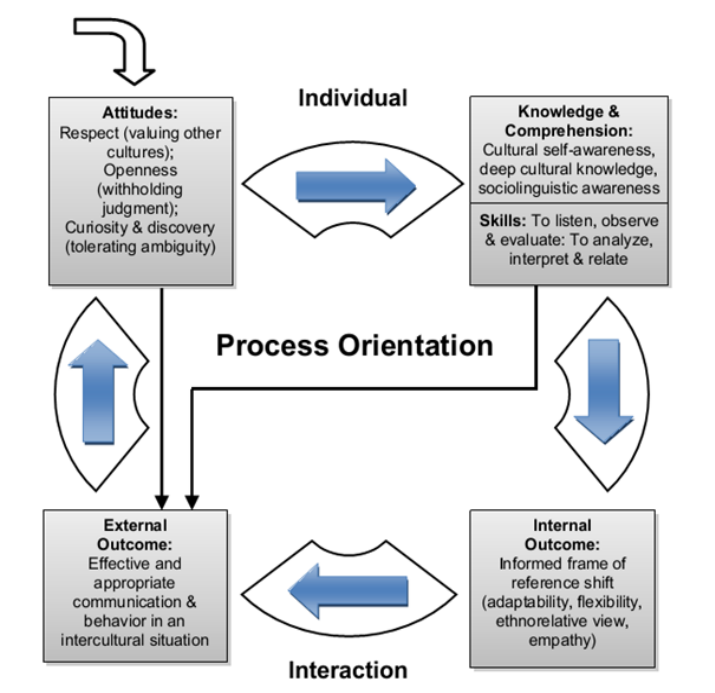 Individual
Attitudes:
Respect (valuing other
cultures);
Openness
(withholding
judgment);
Curiosity & discovery
(tolerating ambiguity)
Knowledge &
Comprehension:
Cultural self-awareness,
deep cultural knowledge,
sociolinguistic awareness
Skills: To listen, observe
& evaluate: To analyze,
interpret & relate
Process Orientation
External
Outcome:
Effective and
appropriate
communication &
behavior in an
intercultural situation
Internal
Outcome:
Informed frame of
reference shift
(adaptability, flexibility,
ethnorelative view,
empathy)
Interaction